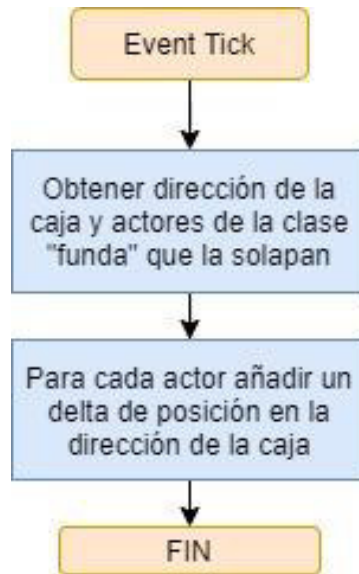 Event Tick
Obtener dirección de la
caja y actores de la clase
"funda" que la solapan
Para cada actor añadir un
delta de posición en la
dirección de la caja
FIN